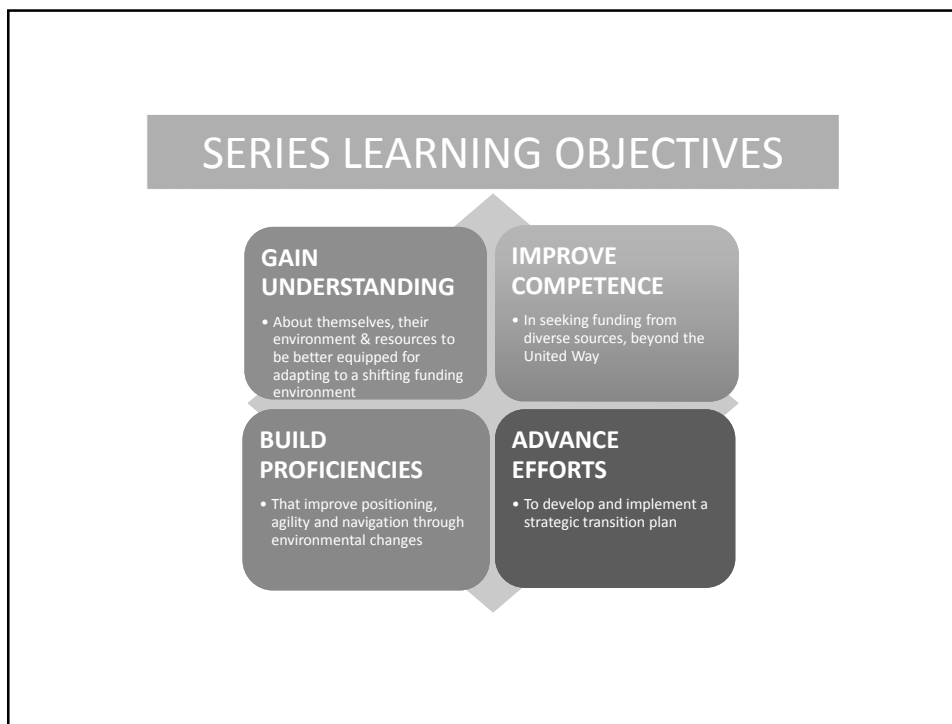 SERIES LEARNING OBJECTIVES
GAIN
UNDERSTANDING
• About themselves, their
environment & resources to
be better equipped for
adapting to a shifting funding
environment
IMPROVE
COMPETENCE
• In seeking funding from
diverse sources, beyond the
United Way
BUILD
PROFICIENCIES
• That improve positioning,
agility and navigation through
environmental changes
ADVANCE
EFFORTS
• To develop and implement a
strategic transition plan